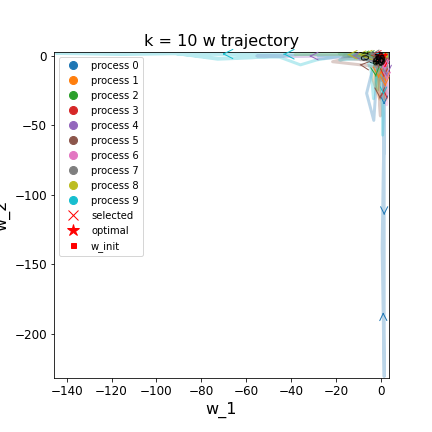 k = 10 w trajectory
0
−50
−100
−150
−200
w_2
process 0
process 1
process 2
process 3
process 4
process 5
process 6
process 7
process 8
process 9
selected
optimal
w_init
−140
−120
−100
−80
−60
−40
−20
0
w_1